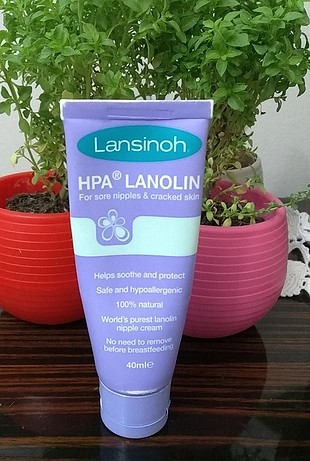 Lansinoh
HPA® LANOLIN
For sore nipples & cracked skin
Helps soothe and protect
Safe and hypoallergenic
100% natural
World's purest lanolin
nipple cream
No need to remove
before breastfeeding
40ml℮